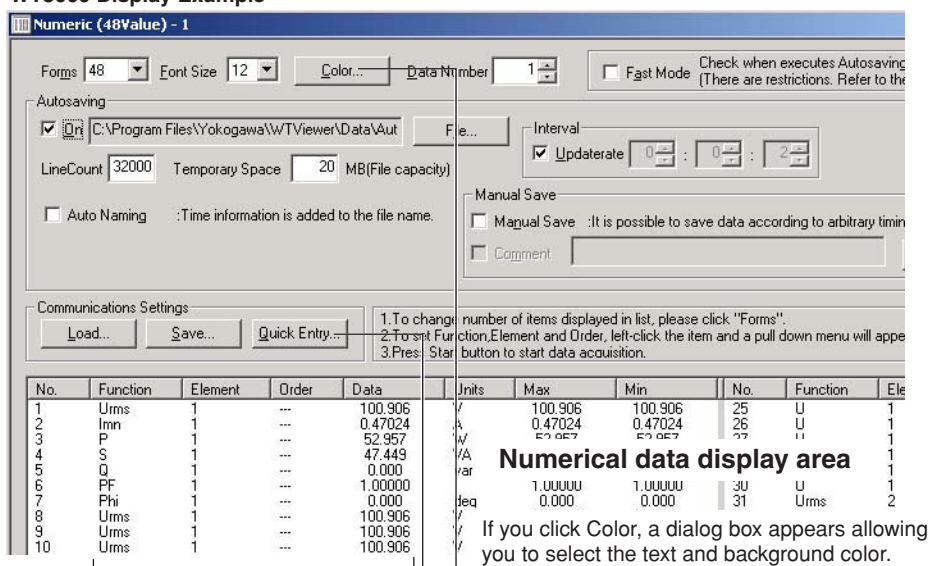 Numeric (48Value) - 1
Forms 48 Font Size 12 Color... Data Number 1 Fast Mode Check when executes Autosaving
(There are restrictions. Refer to the
Autosaving
On C:\Program Files\Yokogawa\WTViewer\Data\Aut File... Interval
Updaterate 0 : 0 : 2
LineCount 32000 Temporary Space 20 MB(File capacity)
Manual Save
Auto Naming :Time information is added to the file name. Manual Save :It is possible to save data according to arbitrary timin
Comment
Communications Settings
Load... Save... Quick Entry...
1.To change number of items displayed in list, please click "Forms".
2.To set Function,Element and Order, left-click the item and a pull down menu will appe
3.Press Start button to start data acquisition.
No. Function Element Order Data Units Max Min No. Function Ele
1 Urms 1 --- 100.906 V 100.906 100.906 25 U 1
2 Imn 1 --- 0.47024 A 0.47024 0.47024 26 U 1
3 P 1 --- 52.957 W 52.957 52.957 27 U 1
4 S 1 --- 47.449 VA 1
5 Q 1 --- 0.000 var 1
6 PF 1 --- 1.00000 1.00000 1.00000 30 U 1
7 Phi 1 --- 0.000 deg 0.000 0.000 31 Urms 2
8 Urms 1 --- 100.906 V
9 Urms 1 --- 100.906 V
10 Urms 1 --- 100.906 V
Numerical data display area
If you click Color, a dialog box appears allowing
you to select the text and background color.